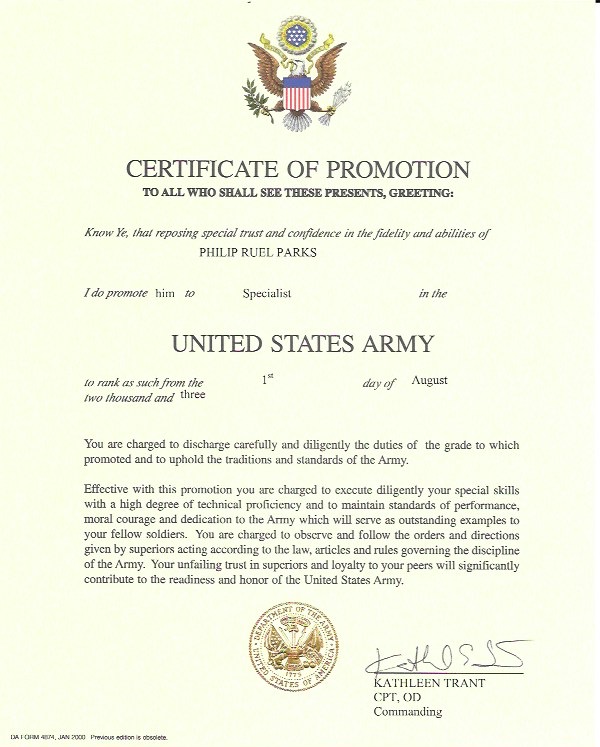 CERTIFICATE OF PROMOTION
TO ALL WHO SHALL SEE THESE PRESENTS, GREETING:
Know Ye, that reposing special trust and confidence in the fidelity and abilities of
PHILIP RUEL PARKS
I do promote him to Specialist in the
UNITED STATES ARMY
to rank as such from the 1st day of August
two thousand and three
You are charged to discharge carefully and diligently the duties of the grade to which
promoted and to uphold the traditions and standards of the Army.
Effective with this promotion you are charged to execute diligently your special skills
with a high degree of technical proficiency and to maintain standards of performance,
moral courage and dedication to the Army which will serve as outstanding examples to
your fellow soldiers. You are charged to observe and follow the orders and directions
given by superiors acting according to the law, articles and rules governing the discipline
of the Army. Your unfailing trust in superiors and loyalty to your peers will significantly
contribute to the readiness and honor of the United States Army.
DEPARTMENT OF THE ARMY
UNITED STATES OF AMERICA
1775
KATHLEEN TRANT
CPT, OD
Commanding
DA FORM 4874, JAN 2000 Previous edition is obsolete.